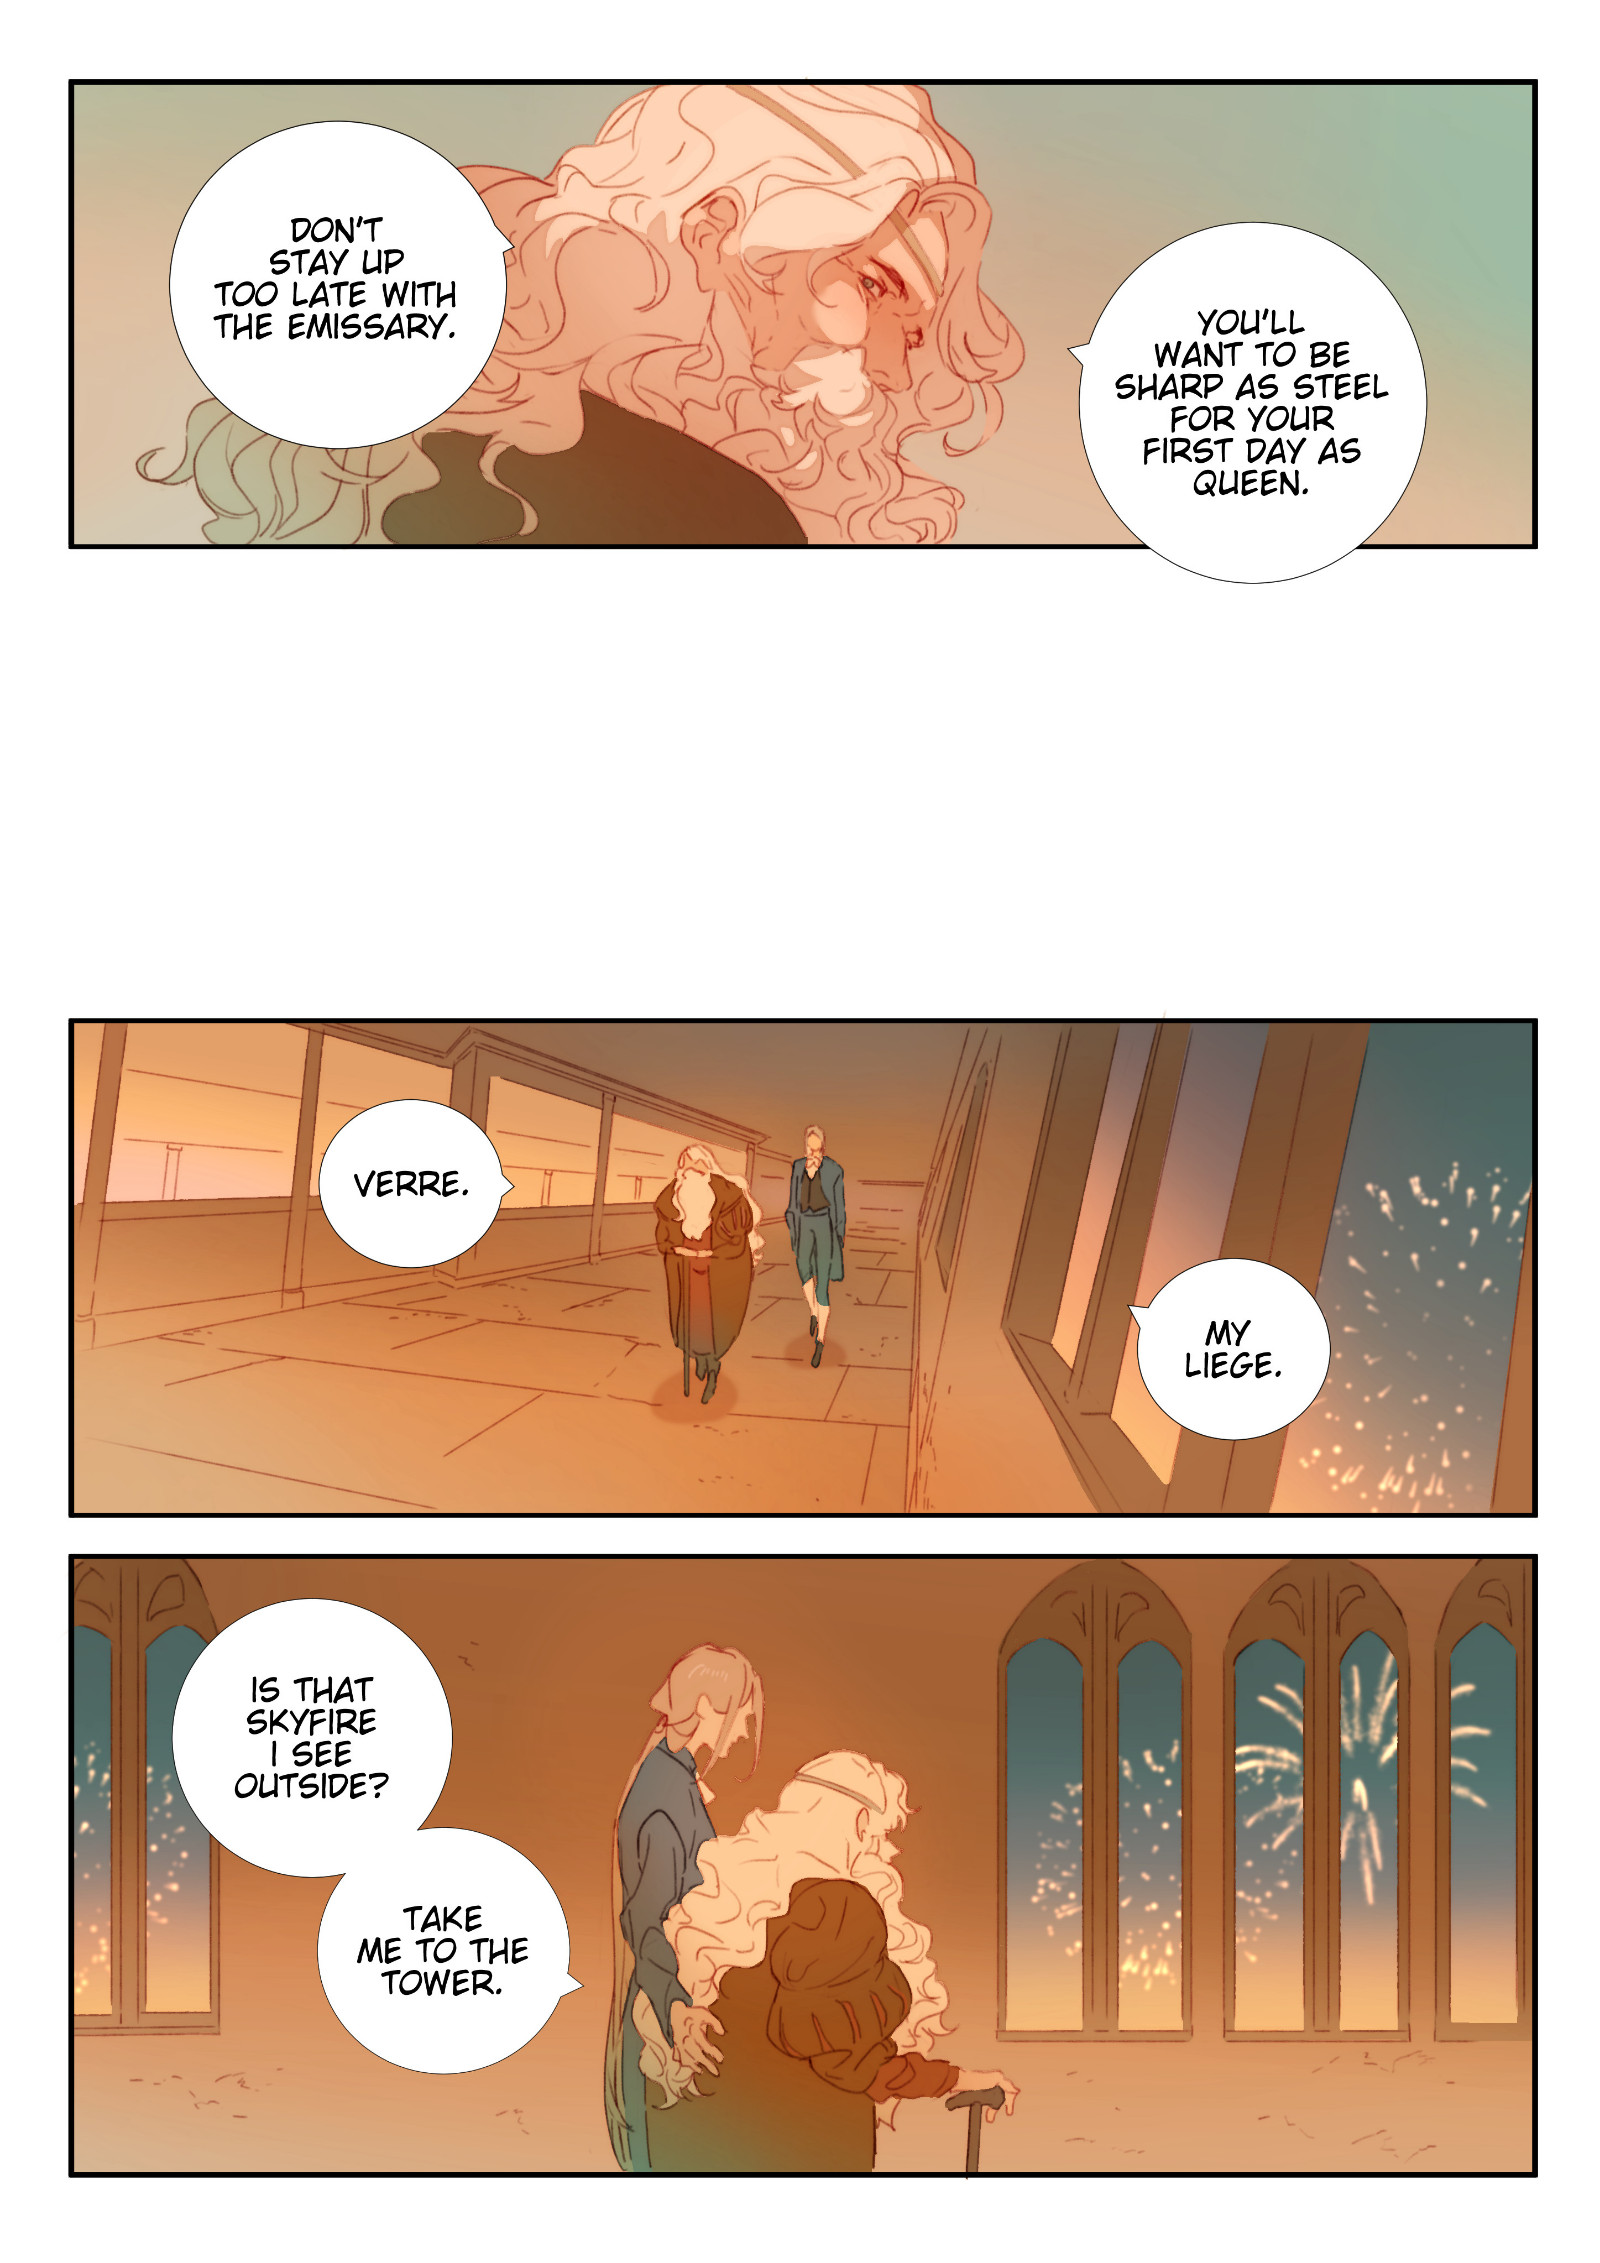 DON'T
STAY UP
TOO LATE WITH
THE EMISSARY.
YOU'LL
WANT TO BE
SHARP AS STEEL
FOR YOUR
FIRST DAY AS
QUEEN.
VERRE.
MY
LIEGE.
IS THAT
SKYFIRE
I SEE
OUTSIDE?
TAKE
ME TO THE
TOWER.